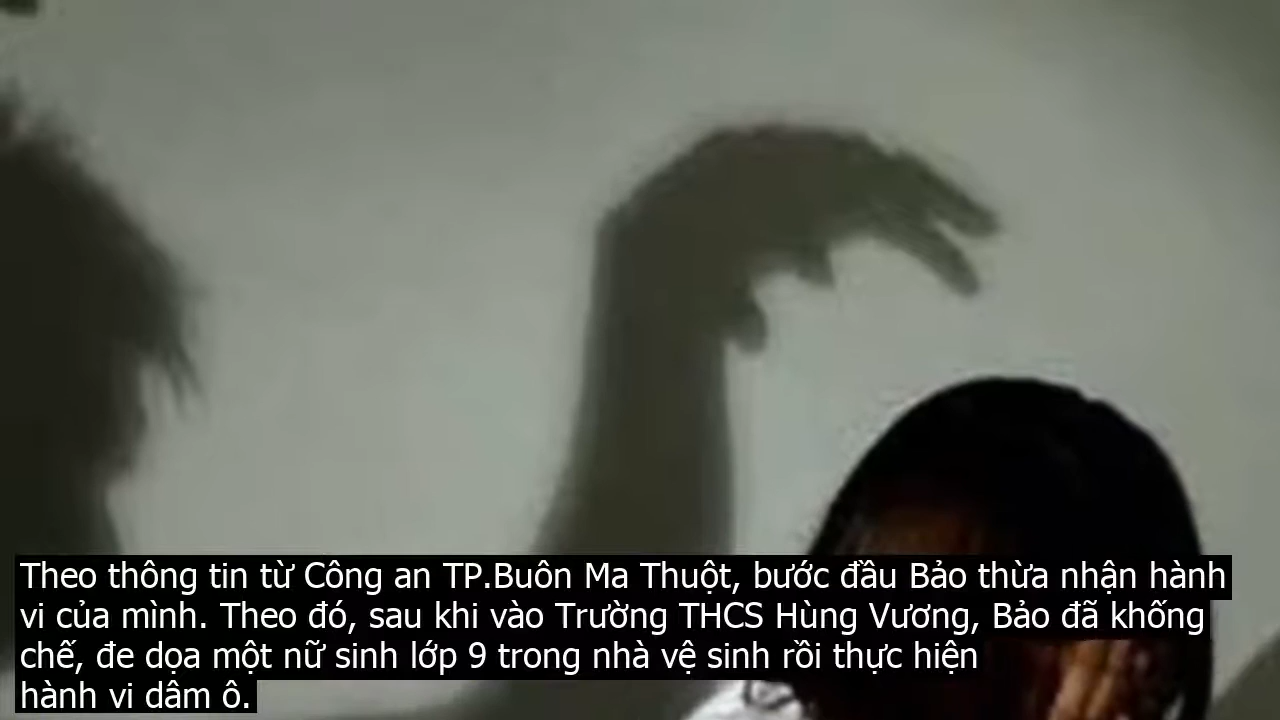 Theo thông tin từ Công an TP.Buôn Ma Thuột, bước đầu Bảo thừa nhận hành
vi của mình. Theo đó, sau khi vào Trường THCS Hùng Vương, Bảo đã khống
chế, đe dọa một nữ sinh lớp 9 trong nhà vệ sinh rồi thực hiện
hành vi dâm ô.